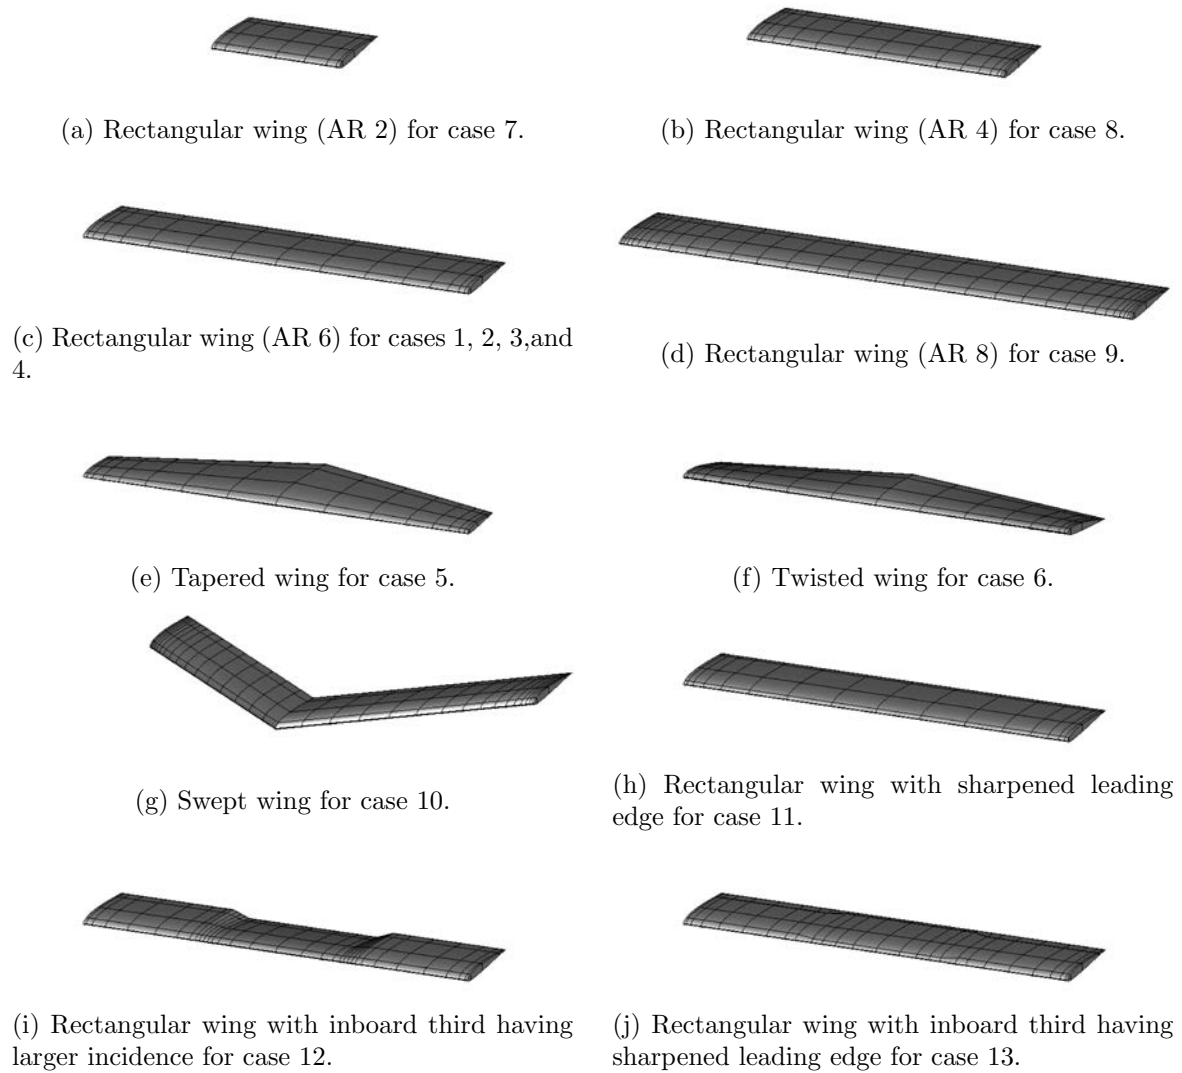 (a) Rectangular wing (AR 2) for case 7.
(b) Rectangular wing (AR 4) for case 8.
(c) Rectangular wing (AR 6) for cases 1, 2, 3,and
4.
(d) Rectangular wing (AR 8) for case 9.
(e) Tapered wing for case 5.
(f) Twisted wing for case 6.
(g) Swept wing for case 10.
(h) Rectangular wing with sharpened leading
edge for case 11.
(i) Rectangular wing with inboard third having
larger incidence for case 12.
(j) Rectangular wing with inboard third having
sharpened leading edge for case 13.